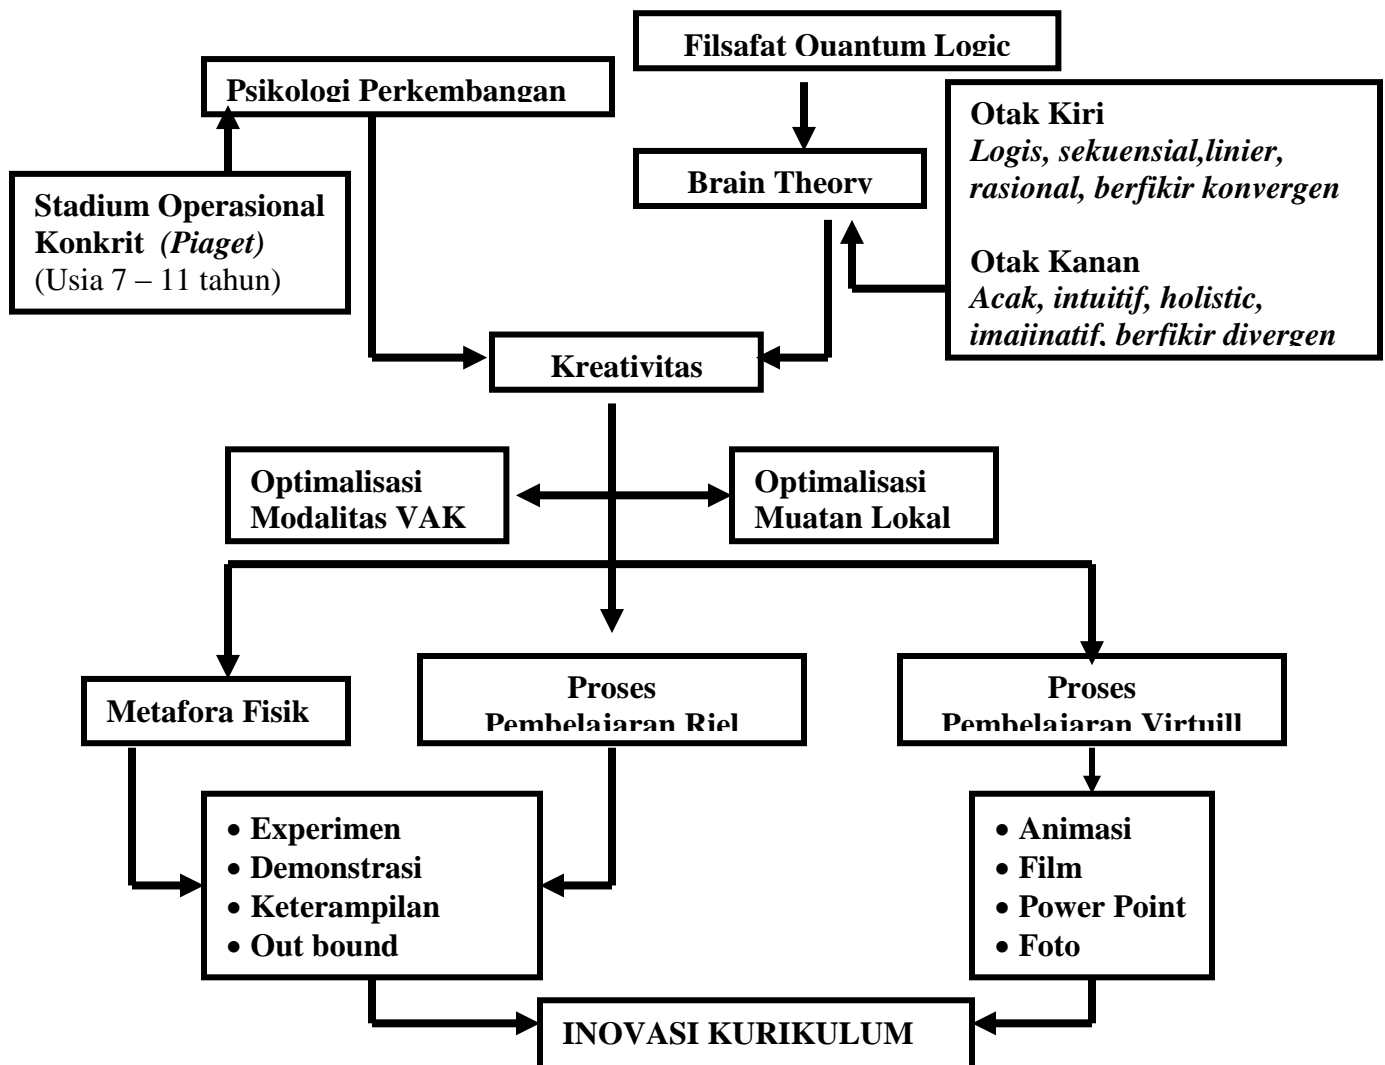 Filsafat Quantum Logic
Psikologi Perkembangan
Otak Kiri
Logis, sekuensial,linier,
rasional, berfikir konvergen
Otak Kanan
Acak, intuitif, holistic,
imajinatif, berfikir divergen
Brain Theory
Stadium Operasional
Konkrit (Piaget)
(Usia 7 – 11 tahun)
Kreativitas
Optimalisasi
Modalitas VAK
Optimalisasi
Muatan Lokal
Metafora Fisik
Proses
Pembelajaran Riel
Proses
Pembelajaran Virtuill
• Experimen
• Demonstrasi
• Keterampilan
• Out bound
• Animasi
• Film
• Power Point
• Foto
INOVASI KURIKULUM